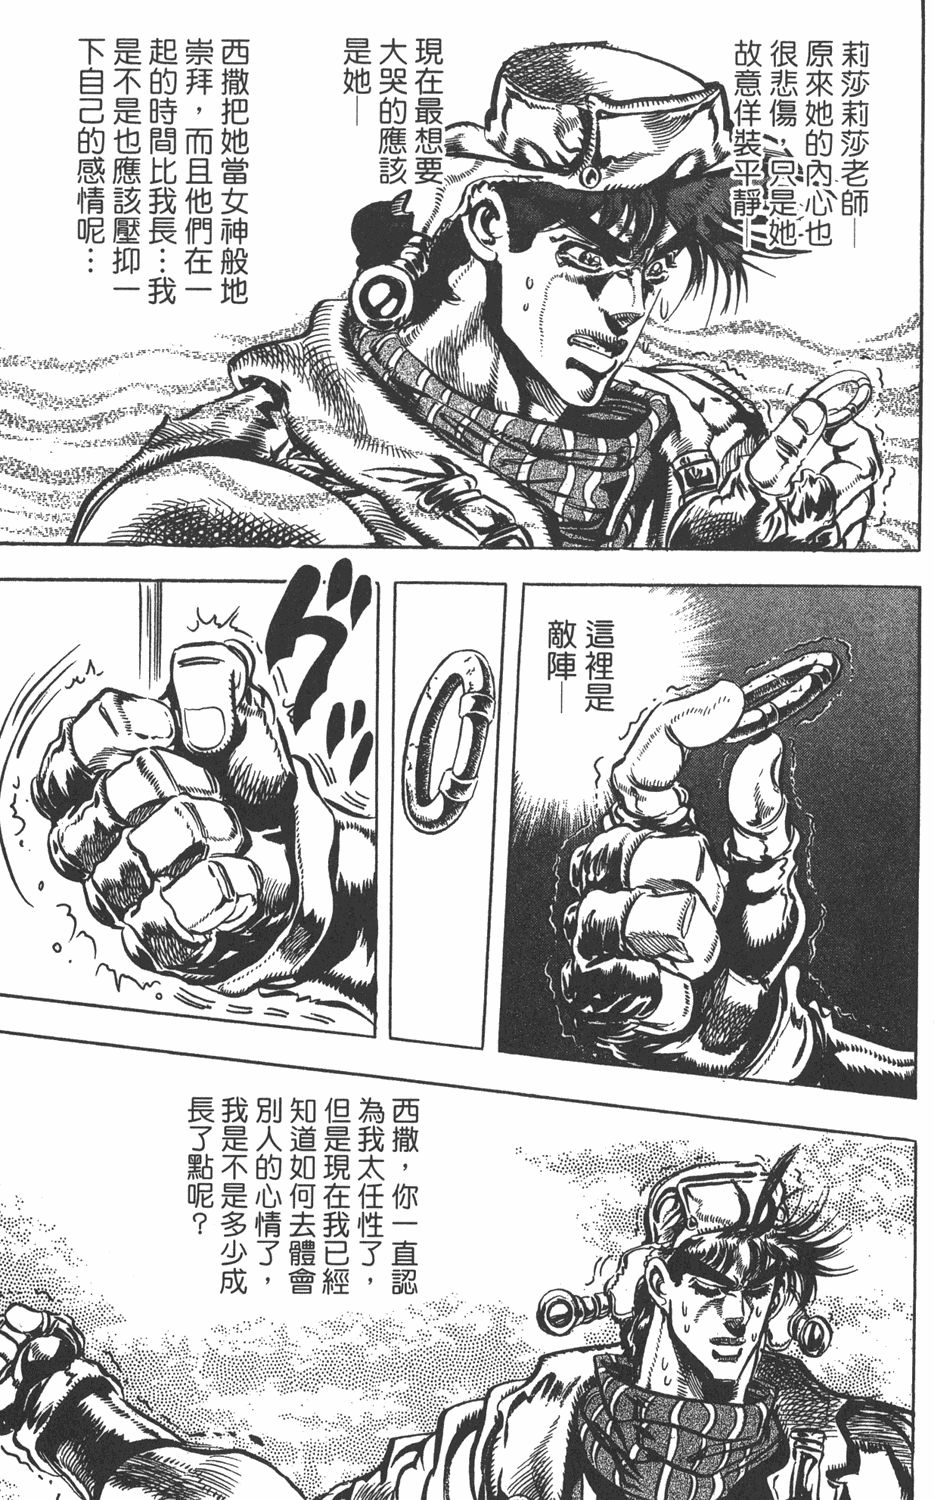 莉莎莉莎老師—
原來她的內心也
很悲傷，只是她
故意佯裝平靜—
現在最想要
大哭的應該
是她—
西撒把她當女神般地
崇拜，而且他們在一
起的時間比我長…我
是不是也應該壓抑一
下自己的感情呢…
這裡是
敵陣—
グッ
西撒，你一直認
為我太任性了，
但是現在我已經
知道如何去體會
別人的心情了，
我是不是多少成
長了點呢？